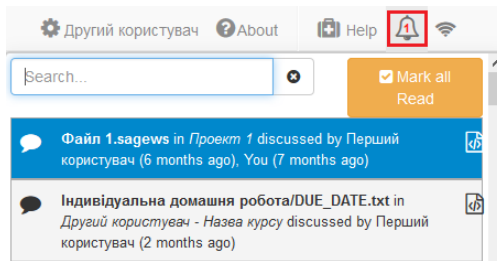 Другий користувач About Help 1
Search...
Mark all
Read
Файл 1.sagews in Проект 1 discussed by Перший
користувач (6 months ago), You (7 months ago)
Індивідуальна домашня робота/DUE_DATE.txt in
Другий користувач - Назва курсу discussed by Перший
користувач (2 months ago)